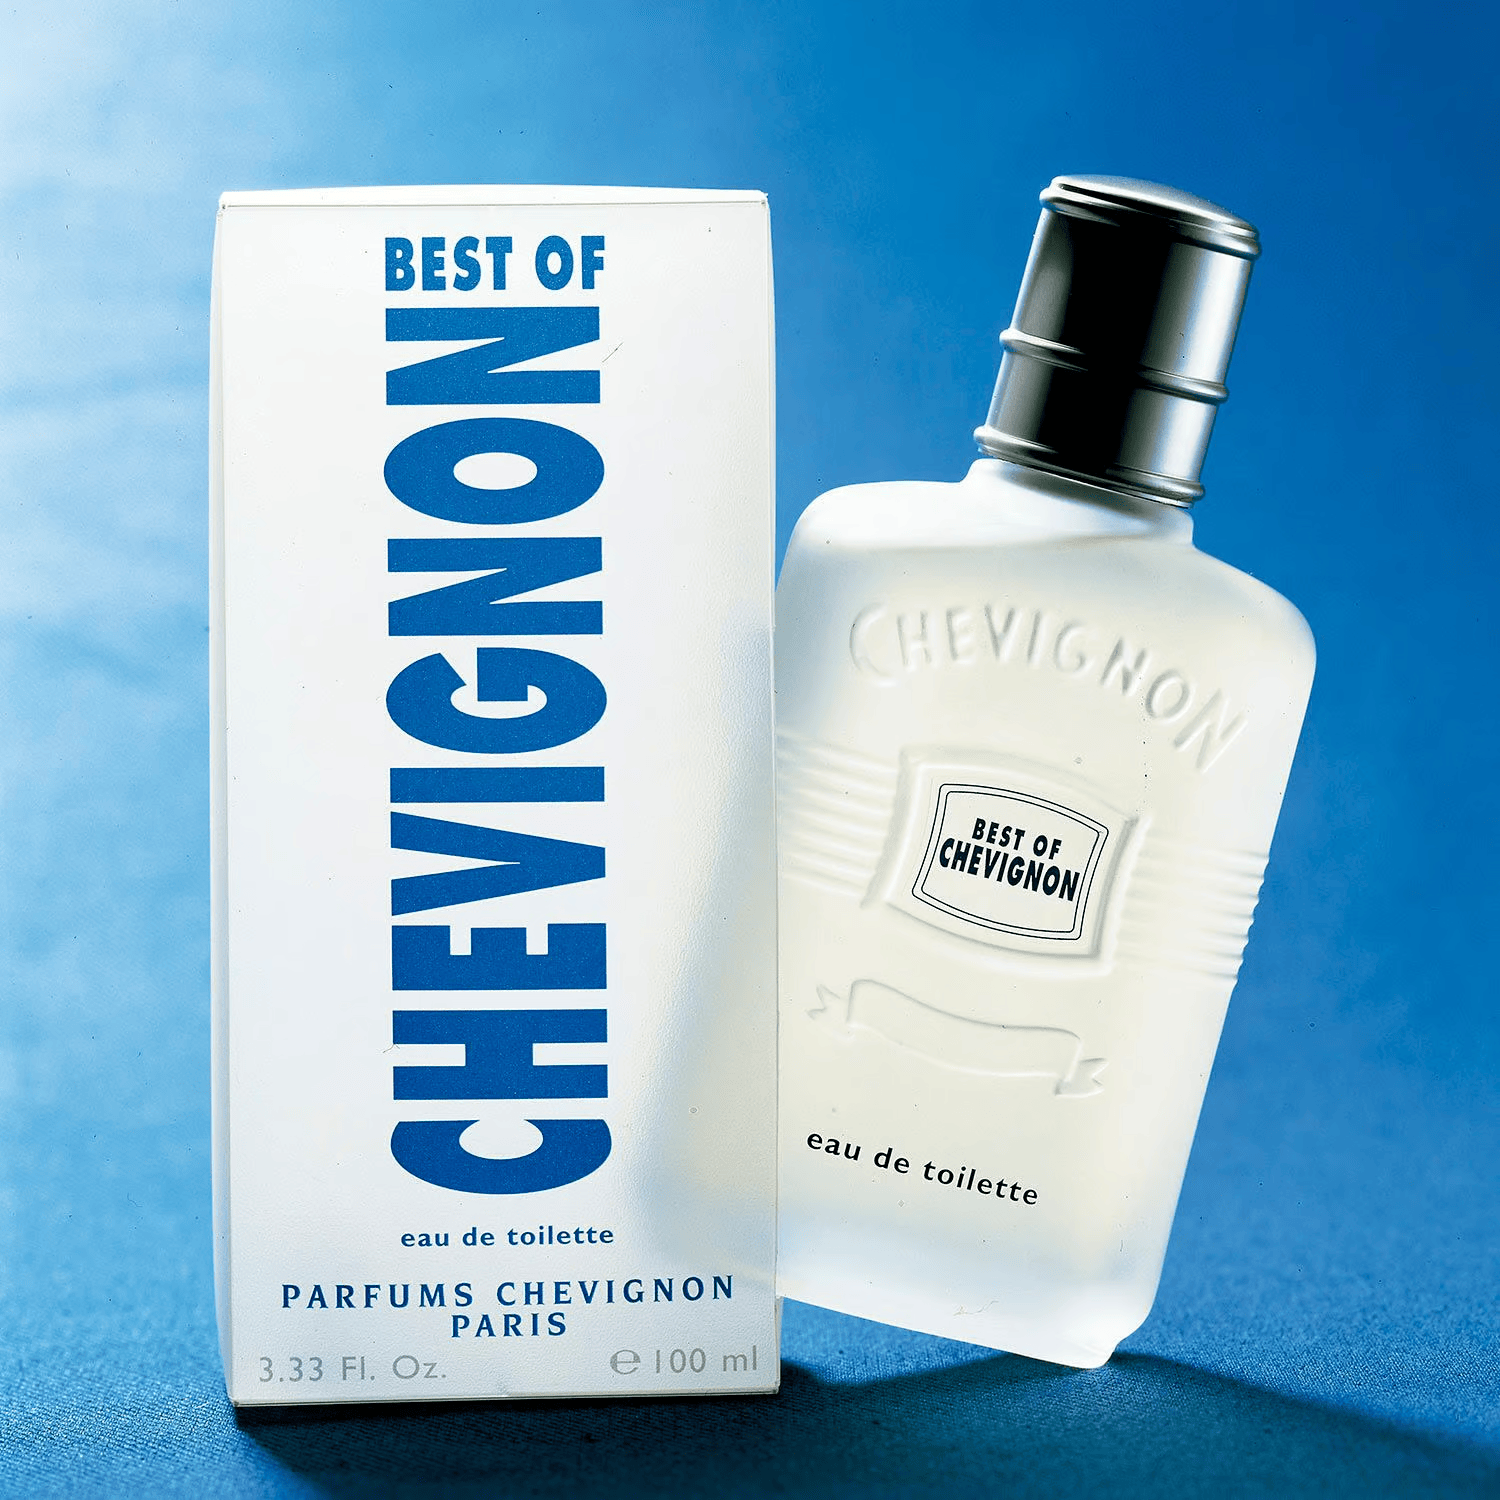 BEST OF
CHEVIGNON
eau de toilette
PARFUMS CHEVIGNON
PARIS
3.33 Fl. Oz.
℮ 100 ml
CHEVIGNON
BEST OF
CHEVIGNON
eau de toilette